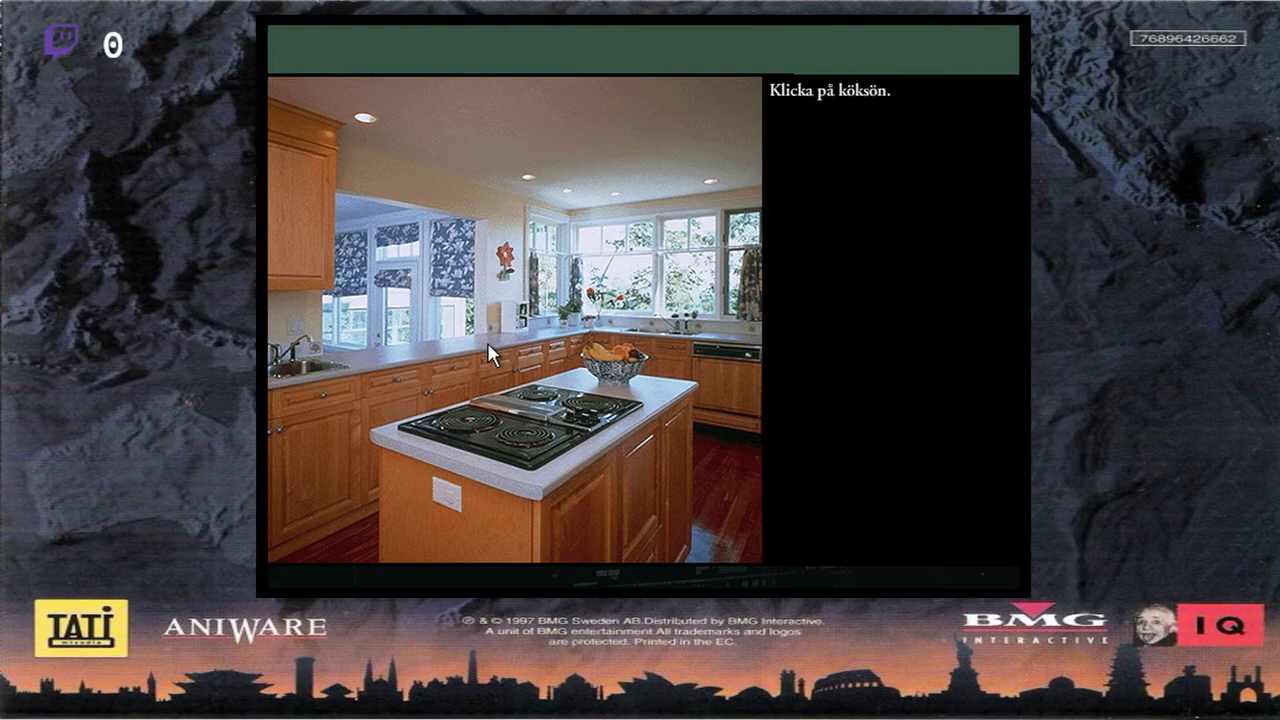 0
76896426662
Klicka på köksön.
TATi
mixedia
ANIWARE
℗ & © 1997 BMG Sweden AB.Distributed by BMG Interactive.
A unit of BMG entertainment.All trademarks and logos
are protected. Printed in the EC.
BMG
INTERACTIVE
IQ